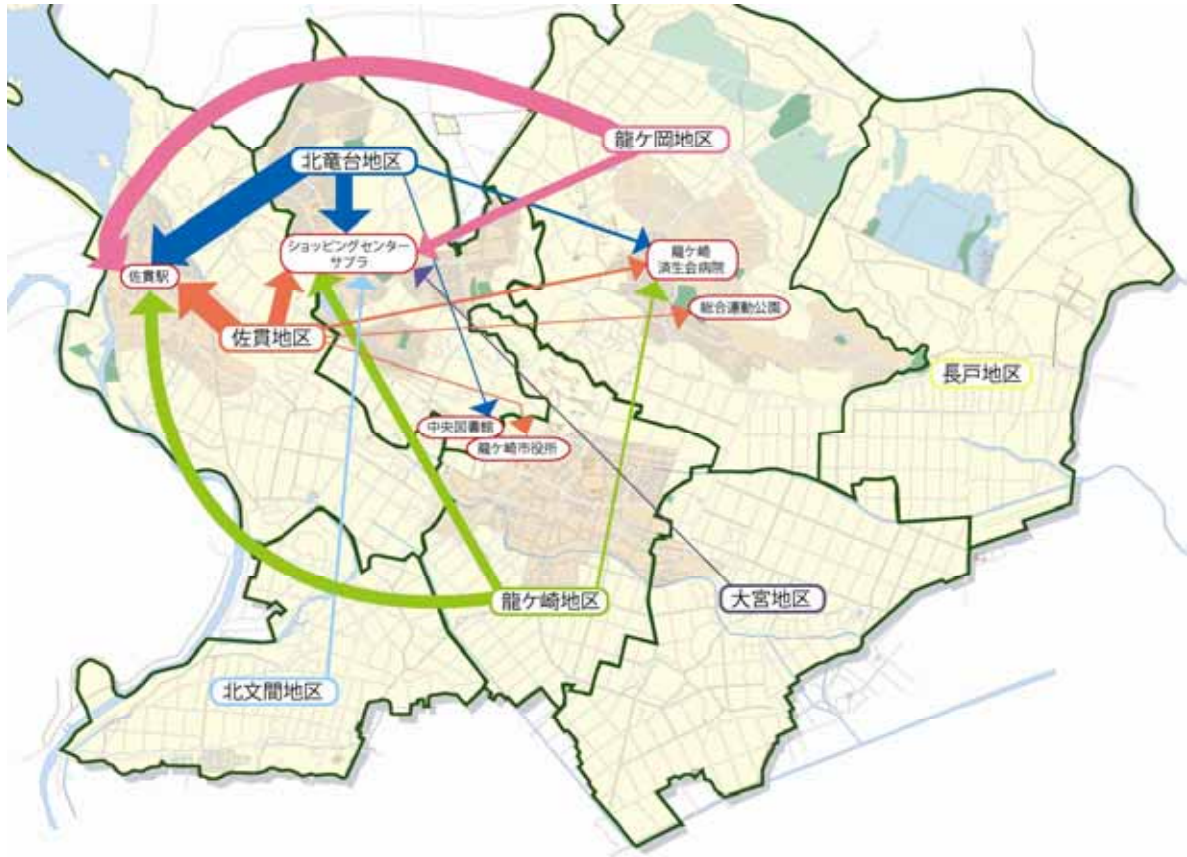 龍ケ岡地区
北竜台地区
ショッピングセンター
サプラ
龍ケ崎
済生会病院
佐貫駅
総合運動公園
佐貫地区
長戸地区
中央図書館
龍ケ崎市役所
龍ケ崎地区
大宮地区
北文間地区